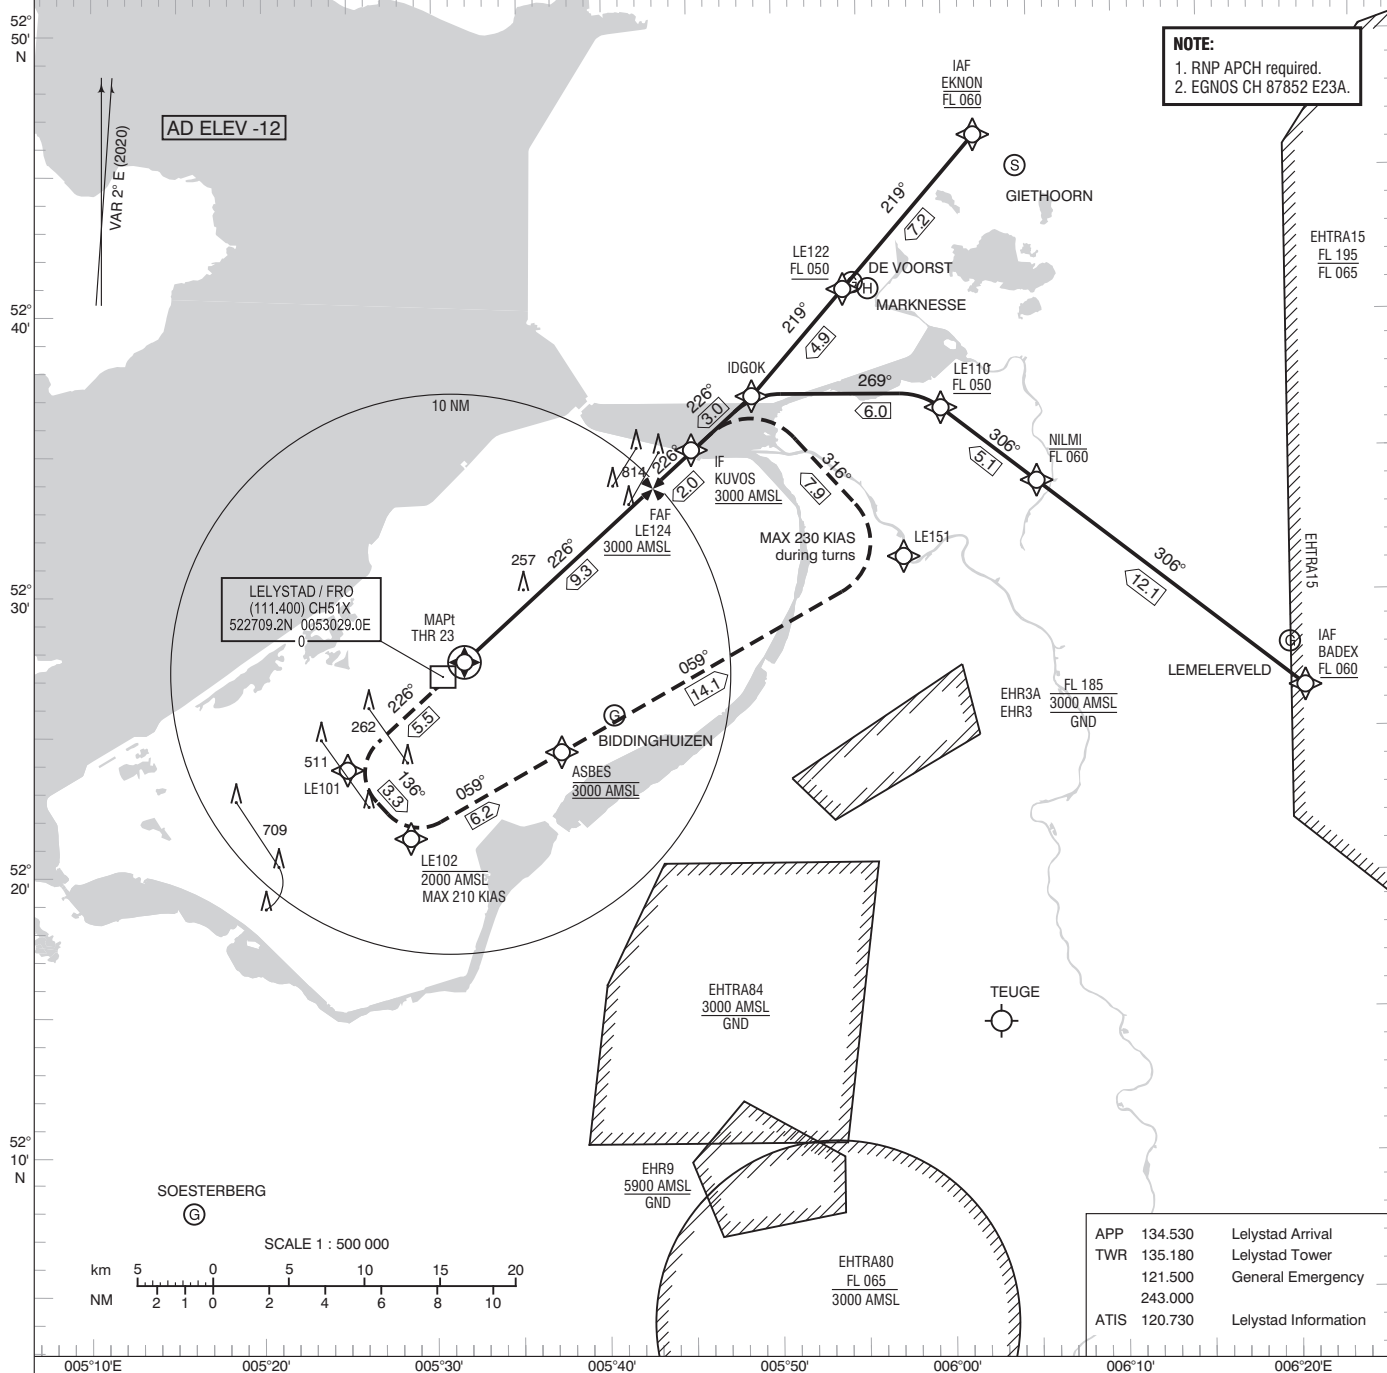 52°
50'
N
NOTE:
1. RNP APCH required.
2. EGNOS CH 87852 E23A.
IAF
EKNON
FL 060
AD ELEV -12
VAR 2° E (2020)
S
GIETHOORN
219°
7.2
EHTRA15
FL 195
FL 065
LE122
FL 050
DE VOORST
H
MARKNESSE
52°
40'
219°
4.9
IDGOK
LE110
FL 050
269°
6.0
10 NM
226°
3.0
306°
5.1
NILMI
FL 060
814
226°
2.0
IF
KUVOS
3000 AMSL
316°
7.9
FAF
LE124
3000 AMSL
MAX 230 KIAS
during turns
LE151
257
226°
9.3
306°
12.1
EHTRA15
52°
30'
LELYSTAD / FRO
(111.400) CH51X
522709.2N 0053029.0E
0
MAPt
THR 23
G
IAF
BADEX
FL 060
LEMELERVELD
059°
14.1
EHR3A
EHR3
FL 185
3000 AMSL
GND
226°
5.5
262
G
BIDDINGHUIZEN
511
LE101
136°
3.3
059°
6.2
ASBES
3000 AMSL
709
52°
20'
LE102
2000 AMSL
MAX 210 KIAS
EHTRA84
3000 AMSL
GND
TEUGE
52°
10'
N
EHR9
5900 AMSL
GND
SOESTERBERG
G
SCALE 1 : 500 000
km 5 0 5 10 15 20
NM 2 1 0 2 4 6 8 10
EHTRA80
FL 065
3000 AMSL
APP 134.530 Lelystad Arrival
TWR 135.180 Lelystad Tower
121.500 General Emergency
243.000
ATIS 120.730 Lelystad Information
005°10'E 005°20' 005°30' 005°40' 005°50' 006°00' 006°10' 006°20'E